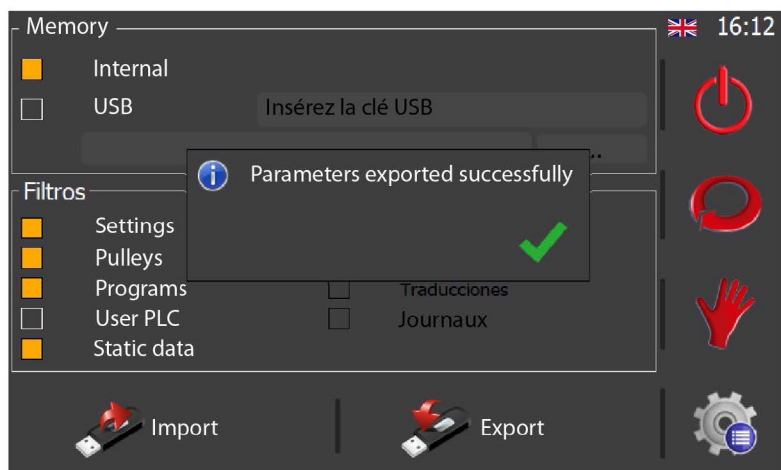 Memory
16:12
Internal
USB
Insérez la clé USB
..
Parameters exported successfully
Filtros
Settings
Pulleys
Programs
Traducciones
User PLC
Journaux
Static data
Import
Export